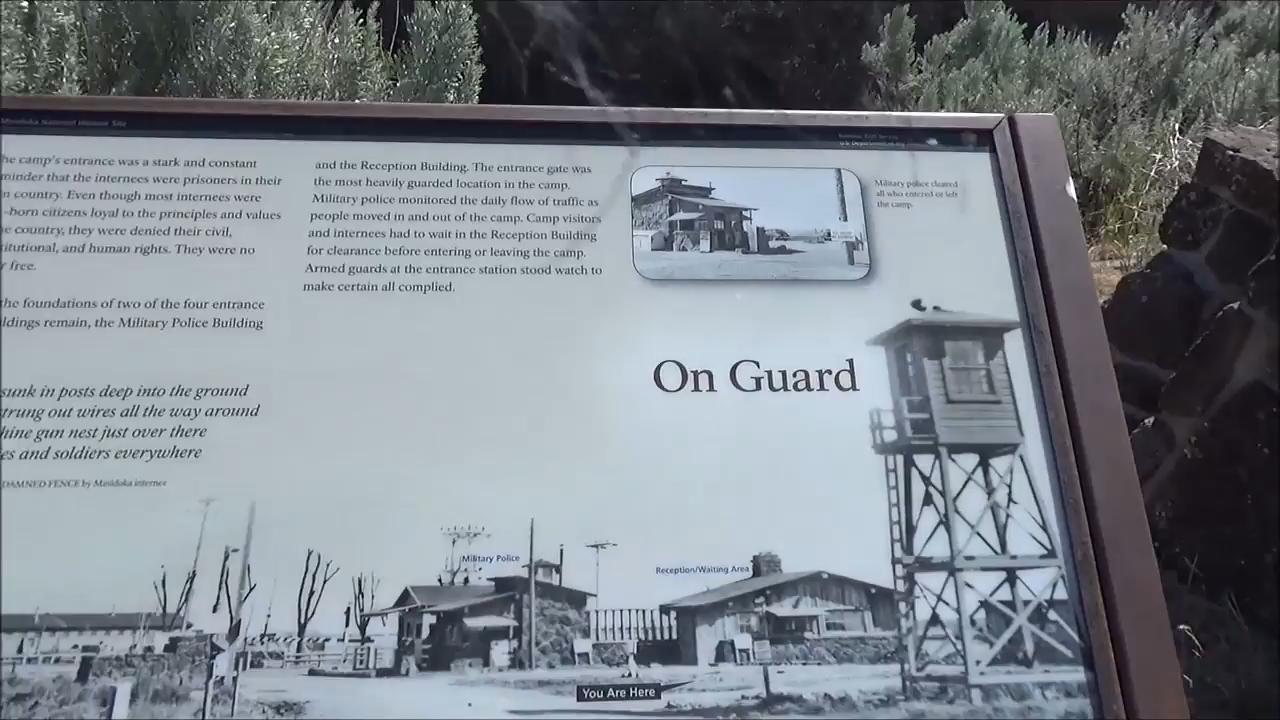 Minidoka National Historic Site
he camp's entrance was a stark and constant
minder that the internees were prisoners in their
n country. Even though most internees were
-born citizens loyal to the principles and values
e country, they were denied their civil,
titutional, and human rights. They were no
r free.
the foundations of two of the four entrance
ldings remain, the Military Police Building
sunk in posts deep into the ground
trung out wires all the way around
hine gun nest just over there
es and soldiers everywhere
DAMNED FENCE by Minidoka internee
and the Reception Building. The entrance gate was
the most heavily guarded location in the camp.
Military police monitored the daily flow of traffic as
people moved in and out of the camp. Camp visitors
and internees had to wait in the Reception Building
for clearance before entering or leaving the camp.
Armed guards at the entrance station stood watch to
make certain all complied.
Military police cleared
all who entered or left
the camp.
On Guard
Military Police
Reception/Waiting Area
You Are Here